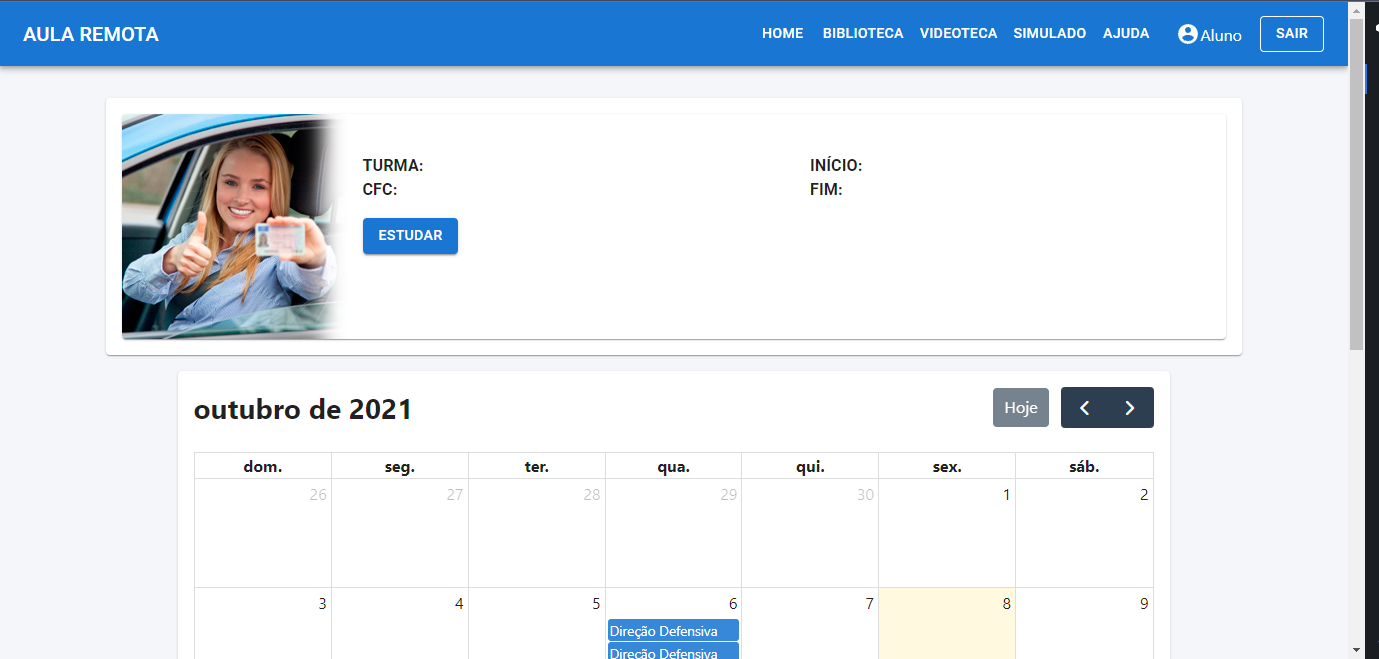 AULA REMOTA
HOME BIBLIOTECA VIDEOTECA SIMULADO AJUDA Aluno SAIR
TURMA: INÍCIO:
CFC: FIM:
ESTUDAR
outubro de 2021 Hoje
dom. seg. ter. qua. qui. sex. sáb.
26 27 28 29 30 1 2
3 4 5 6 7 8 9
Direção Defensiva
Direção Defensiva